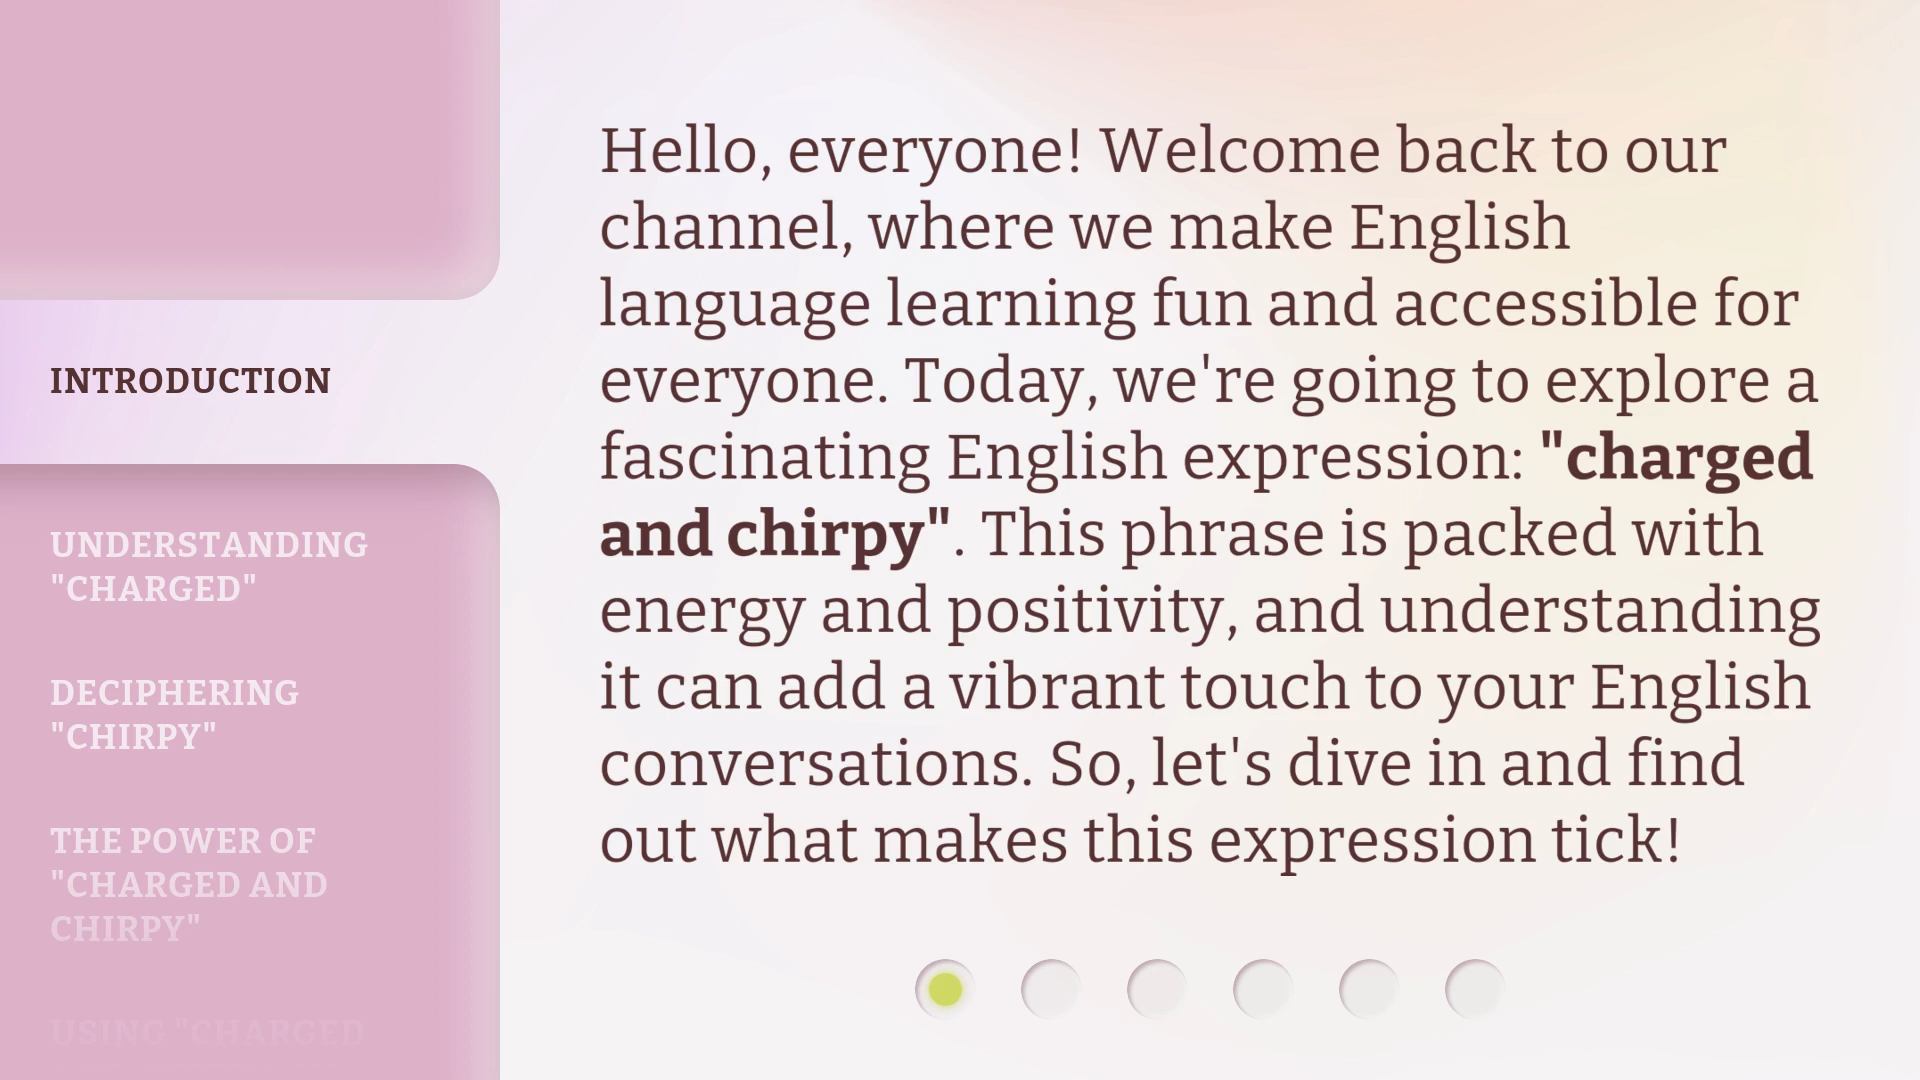 INTRODUCTION
UNDERSTANDING
"CHARGED"
DECIPHERING
"CHIRPY"
THE POWER OF
"CHARGED AND
CHIRPY"
USING "CHARGED
Hello, everyone! Welcome back to our
channel, where we make English
language learning fun and accessible for
everyone. Today, we're going to explore a
fascinating English expression: "charged
and chirpy". This phrase is packed with
energy and positivity, and understanding
it can add a vibrant touch to your English
conversations. So, let's dive in and find
out what makes this expression tick!